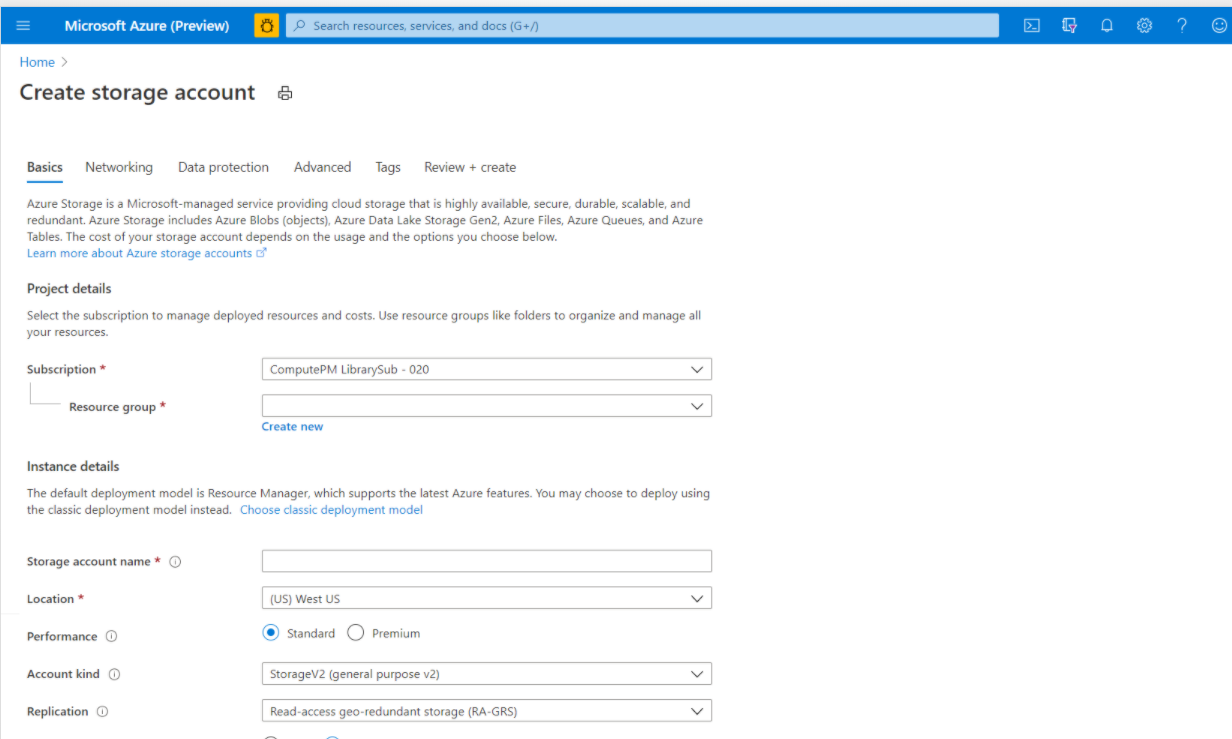 Microsoft Azure (Preview)
Search resources, services, and docs (G+/)
Home
Create storage account
Basics Networking Data protection Advanced Tags Review + create
Azure Storage is a Microsoft-managed service providing cloud storage that is highly available, secure, durable, scalable, and
redundant. Azure Storage includes Azure Blobs (objects), Azure Data Lake Storage Gen2, Azure Files, Azure Queues, and Azure
Tables. The cost of your storage account depends on the usage and the options you choose below.
Learn more about Azure storage accounts
Project details
Select the subscription to manage deployed resources and costs. Use resource groups like folders to organize and manage all
your resources.
Subscription * ComputePM LibrarySub - 020
Resource group *
Create new
Instance details
The default deployment model is Resource Manager, which supports the latest Azure features. You may choose to deploy using
the classic deployment model instead. Choose classic deployment model
Storage account name *
Location * (US) West US
Performance Standard Premium
Account kind StorageV2 (general purpose v2)
Replication Read-access geo-redundant storage (RA-GRS)